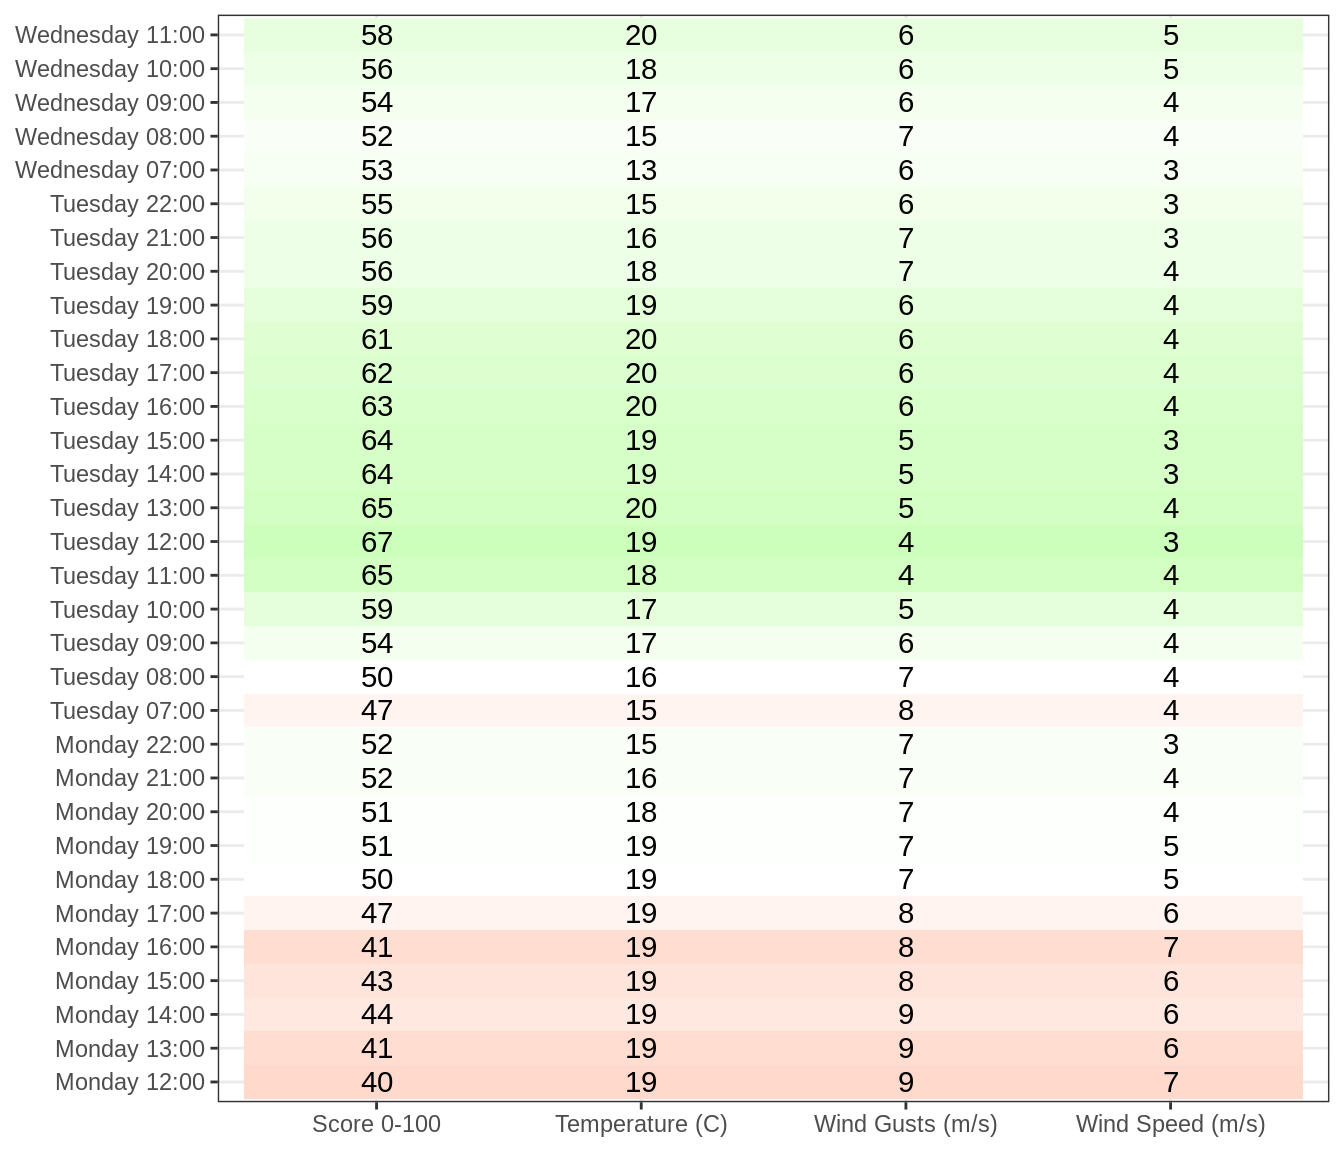 Wednesday 11:00 58 20 6 5
Wednesday 10:00 56 18 6 5
Wednesday 09:00 54 17 6 4
Wednesday 08:00 52 15 7 4
Wednesday 07:00 53 13 6 3
Tuesday 22:00 55 15 6 3
Tuesday 21:00 56 16 7 3
Tuesday 20:00 56 18 7 4
Tuesday 19:00 59 19 6 4
Tuesday 18:00 61 20 6 4
Tuesday 17:00 62 20 6 4
Tuesday 16:00 63 20 6 4
Tuesday 15:00 64 19 5 3
Tuesday 14:00 64 19 5 3
Tuesday 13:00 65 20 5 4
Tuesday 12:00 67 19 4 3
Tuesday 11:00 65 18 4 4
Tuesday 10:00 59 17 5 4
Tuesday 09:00 54 17 6 4
Tuesday 08:00 50 16 7 4
Tuesday 07:00 47 15 8 4
Monday 22:00 52 15 7 3
Monday 21:00 52 16 7 4
Monday 20:00 51 18 7 4
Monday 19:00 51 19 7 5
Monday 18:00 50 19 7 5
Monday 17:00 47 19 8 6
Monday 16:00 41 19 8 7
Monday 15:00 43 19 8 6
Monday 14:00 44 19 9 6
Monday 13:00 41 19 9 6
Monday 12:00 40 19 9 7
Score 0-100 Temperature (C) Wind Gusts (m/s) Wind Speed (m/s)